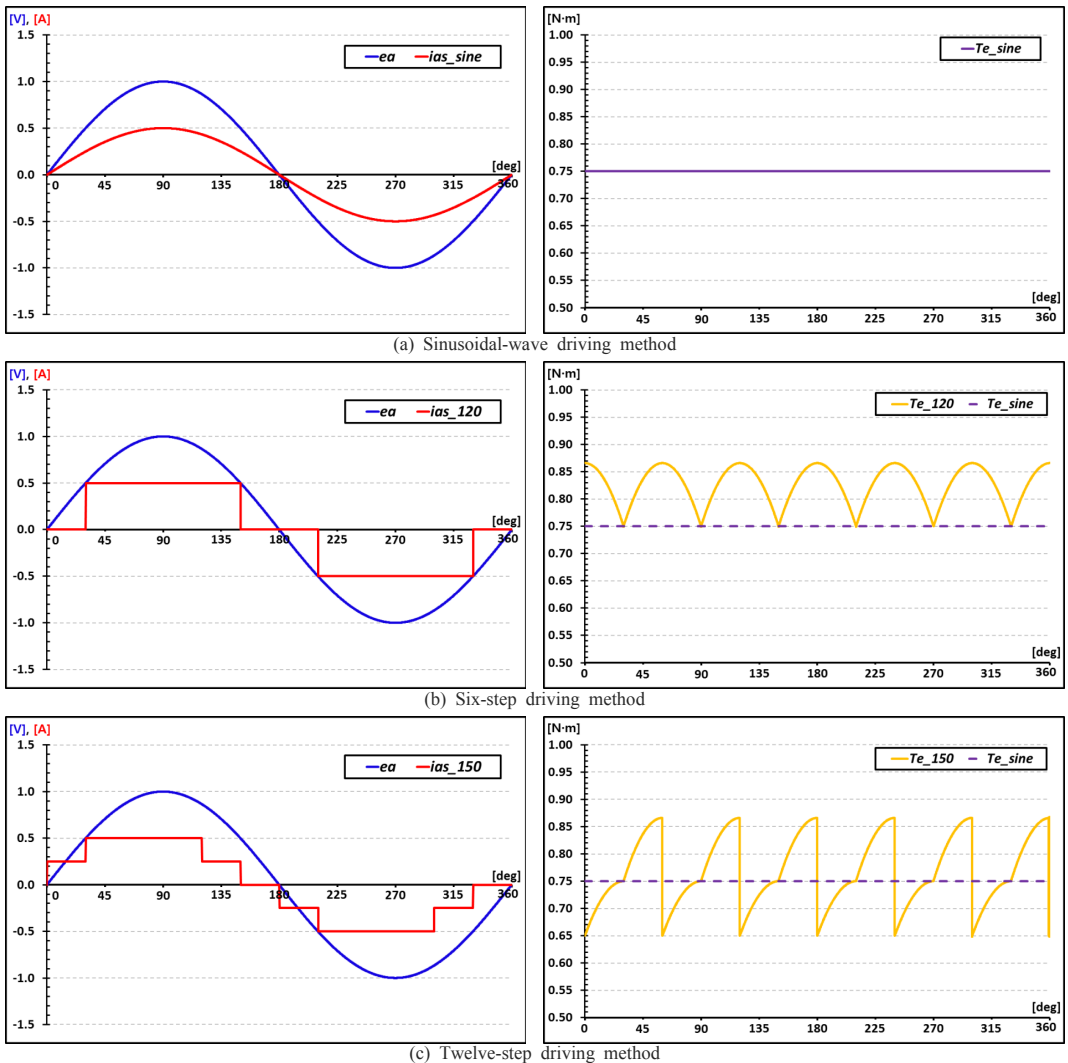 [V], [A]
1.5
1.0
0.5
0.0
-0.5
-1.0
-1.5
ea ias_sine
[deg]
0 45 90 135 180 225 270 315 360
[N·m]
1.00
0.95
0.90
0.85
0.80
0.75
0.70
0.65
0.60
0.55
0.50
Te_sine
[deg]
0 45 90 135 180 225 270 315 360
(a) Sinusoidal-wave driving method
[V], [A]
1.5
1.0
0.5
0.0
-0.5
-1.0
-1.5
ea ias_120
[deg]
0 45 90 135 180 225 270 315 360
[N·m]
1.00
0.95
0.90
0.85
0.80
0.75
0.70
0.65
0.60
0.55
0.50
Te_120 Te_sine
[deg]
0 45 90 135 180 225 270 315 360
(b) Six-step driving method
[V], [A]
1.5
1.0
0.5
0.0
-0.5
-1.0
-1.5
ea ias_150
[deg]
0 45 90 135 180 225 270 315 360
[N·m]
1.00
0.95
0.90
0.85
0.80
0.75
0.70
0.65
0.60
0.55
0.50
Te_150 Te_sine
[deg]
0 45 90 135 180 225 270 315 360
(c) Twelve-step driving method